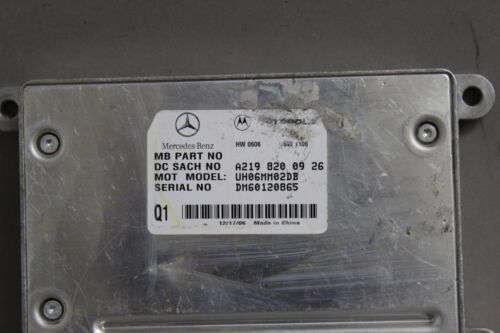 Mercedes Benz HW 0606
MB PART NO
DC SACH NO A219 820 09 26
MOT MODEL: UH06MM02DB
SERIAL NO DM60120865
Q1
12/17/06 Made in China